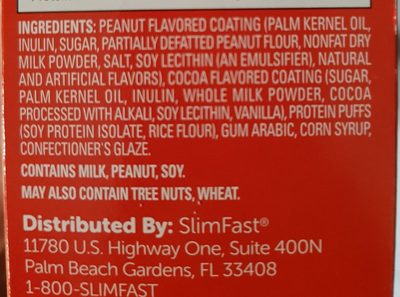 INGREDIENTS: PEANUT FLAVORED COATING (PALM KERNEL OIL,
INULIN, SUGAR, PARTIALLY DEFATTED PEANUT FLOUR, NONFAT DRY
MILK POWDER, SALT, SOY LECITHIN (AN EMULSIFIER), NATURAL
AND ARTIFICIAL FLAVORS), COCOA FLAVORED COATING (SUGAR,
PALM KERNEL OIL, INULIN, WHOLE MILK POWDER, COCOA
PROCESSED WITH ALKALI, SOY LECITHIN, VANILLA), PROTEIN PUFFS
(SOY PROTEIN ISOLATE, RICE FLOUR), GUM ARABIC, CORN SYRUP,
CONFECTIONER'S GLAZE.
CONTAINS MILK, PEANUT, SOY.
MAY ALSO CONTAIN TREE NUTS, WHEAT.
Distributed By: SlimFast®
11780 U.S. Highway One, Suite 400N
Palm Beach Gardens, FL 33408
1-800-SLIMFAST